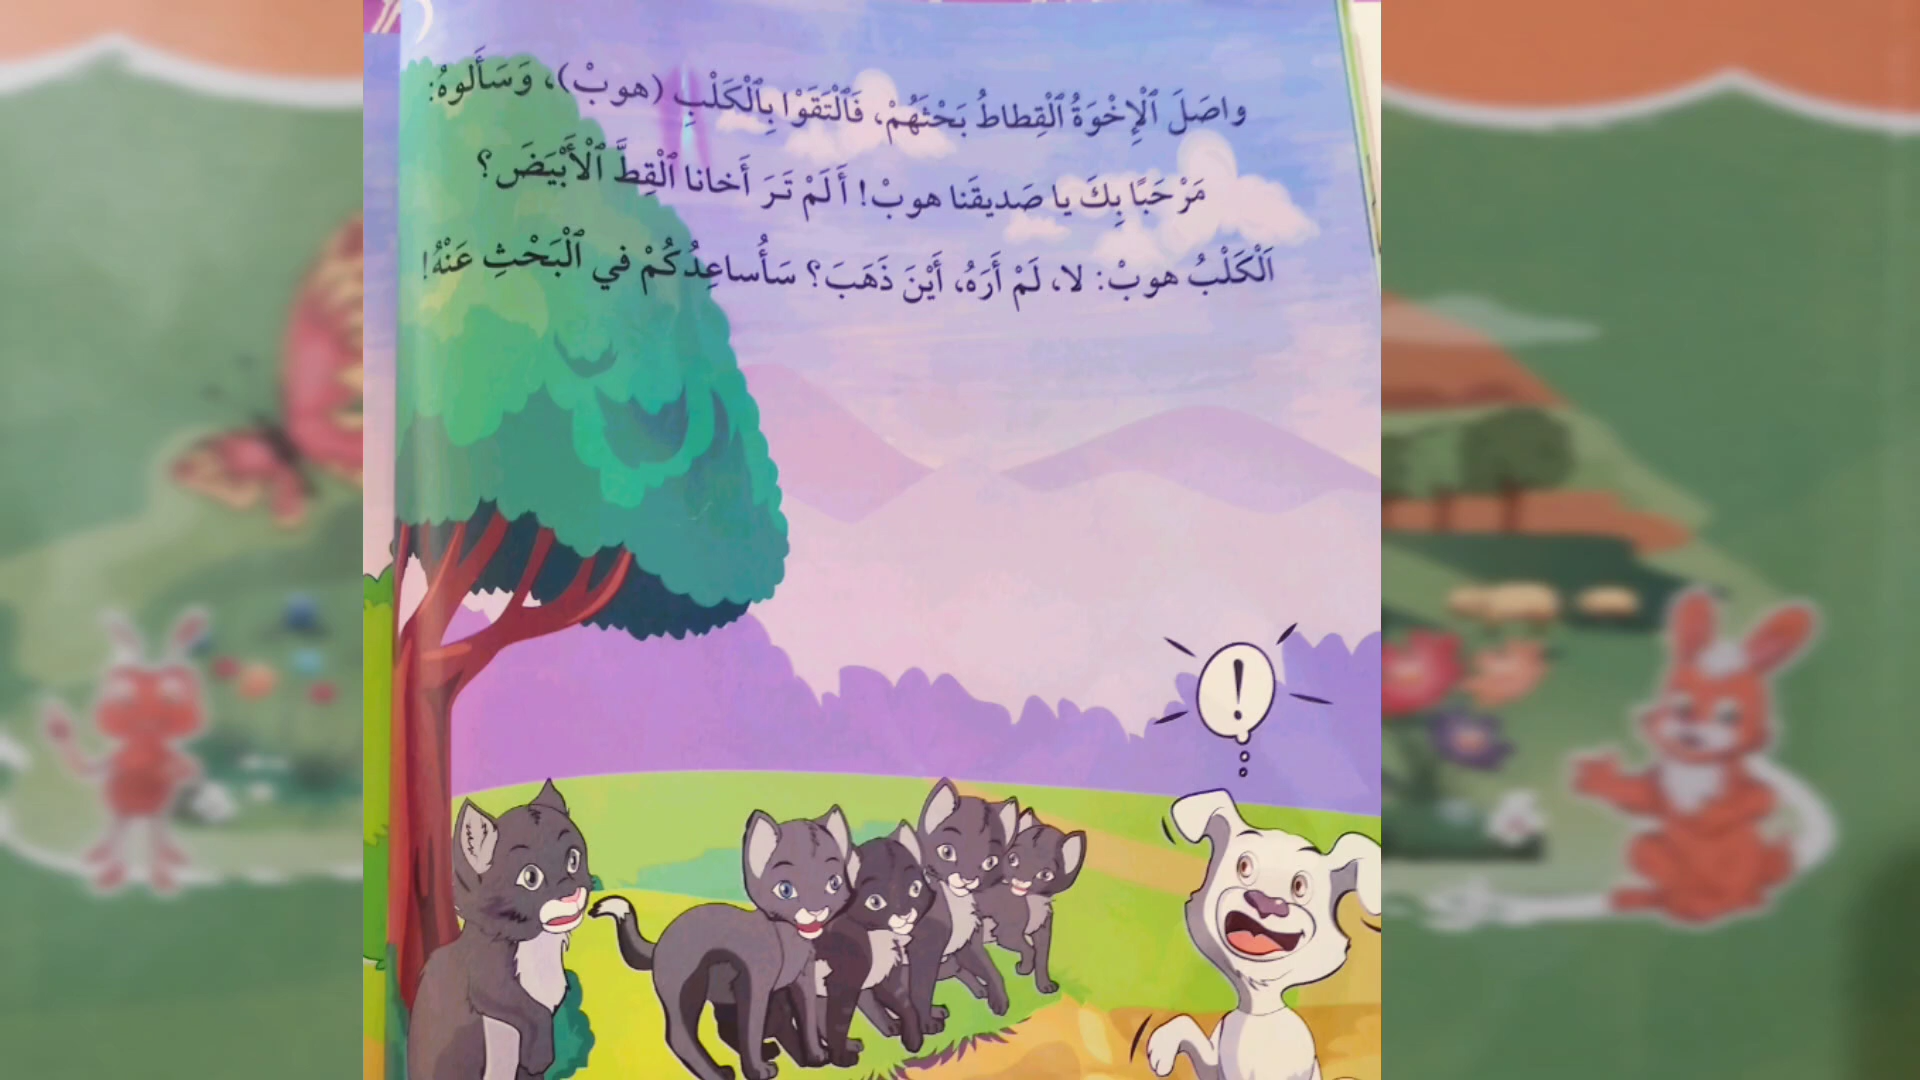 واصَلَ ٱلْإِخْوَةُ ٱلْقِطاطُ بَحْثَهُمْ، فَٱلْتَقَوْا بِٱلْكَلْبِ (هوبْ)، وَسَأَلوهُ:
مَرْحَبًا بِكَ يا صَديقَنا هوبْ! أَلَمْ تَرَ أَخانا ٱلْقِطَّ ٱلْأَبْيَضَ؟
اَلْكَلْبُ هوبْ: لا، لَمْ أَرَهُ، أَيْنَ ذَهَبَ؟ سَأُساعِدُكُمْ في ٱلْبَحْثِ عَنْهُ!
!